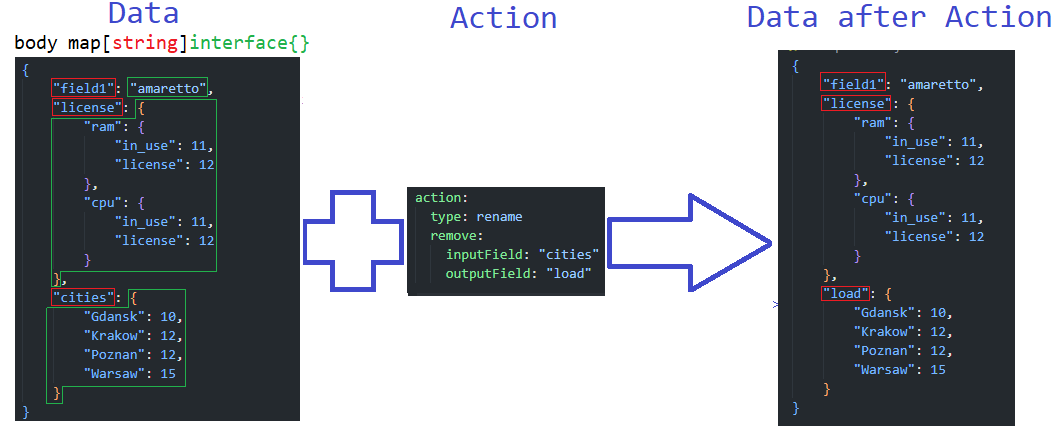 Data
body map[string]interface{}
{
    "field1": "amaretto",
    "license": {
        "ram": {
            "in_use": 11,
            "license": 12
        },
        "cpu": {
            "in_use": 11,
            "license": 12
        }
    },
    "cities": {
        "Gdansk": 10,
        "Krakow": 12,
        "Poznan": 12,
        "Warsaw": 15
    }
}
Action
action:
  type: rename
  remove:
    inputField: "cities"
    outputField: "load"
Data after Action
{
    "field1": "amaretto",
    "license": {
        "ram": {
            "in_use": 11,
            "license": 12
        },
        "cpu": {
            "in_use": 11,
            "license": 12
        }
    },
    "load": {
        "Gdansk": 10,
        "Krakow": 12,
        "Poznan": 12,
        "Warsaw": 15
    }
}